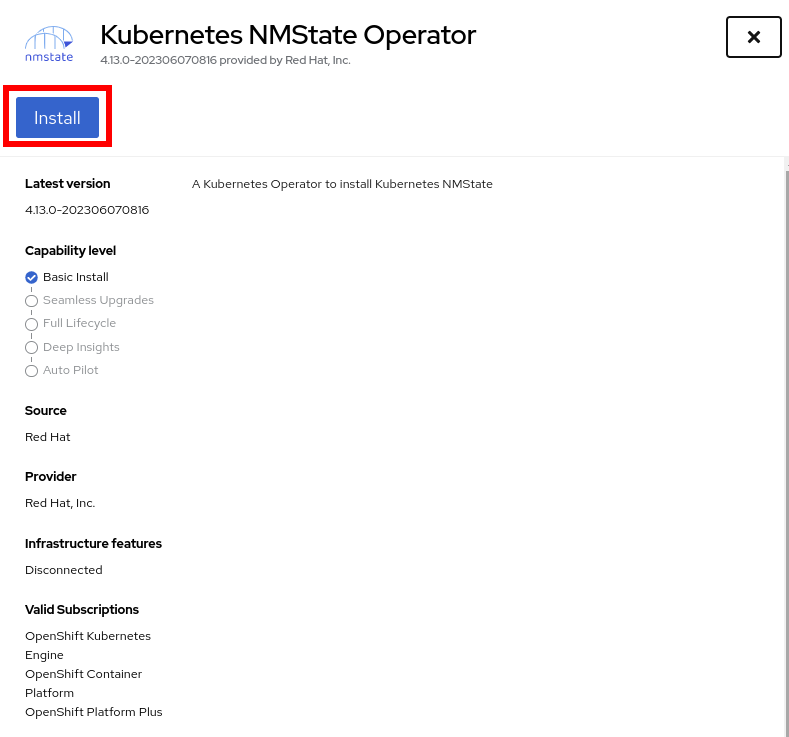 nmstate
Kubernetes NMState Operator
4.13.0-202306070816 provided by Red Hat, Inc.
Install
Latest version
4.13.0-202306070816
A Kubernetes Operator to install Kubernetes NMState
Capability level
Basic Install
Seamless Upgrades
Full Lifecycle
Deep Insights
Auto Pilot
Source
Red Hat
Provider
Red Hat, Inc.
Infrastructure features
Disconnected
Valid Subscriptions
OpenShift Kubernetes
Engine
OpenShift Container
Platform
OpenShift Platform Plus